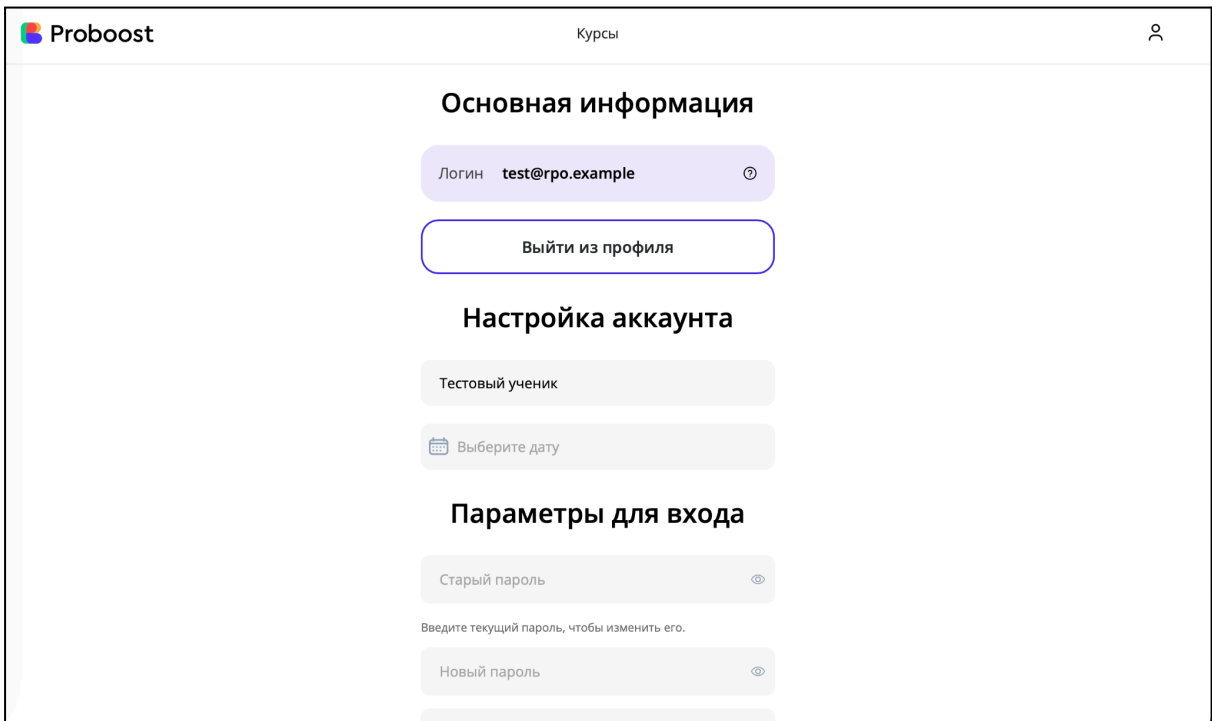 Proboost
Курсы
Основная информация
Логин test@rpo.example
Выйти из профиля
Настройка аккаунта
Тестовый ученик
Выберите дату
Параметры для входа
Старый пароль
Введите текущий пароль, чтобы изменить его.
Новый пароль